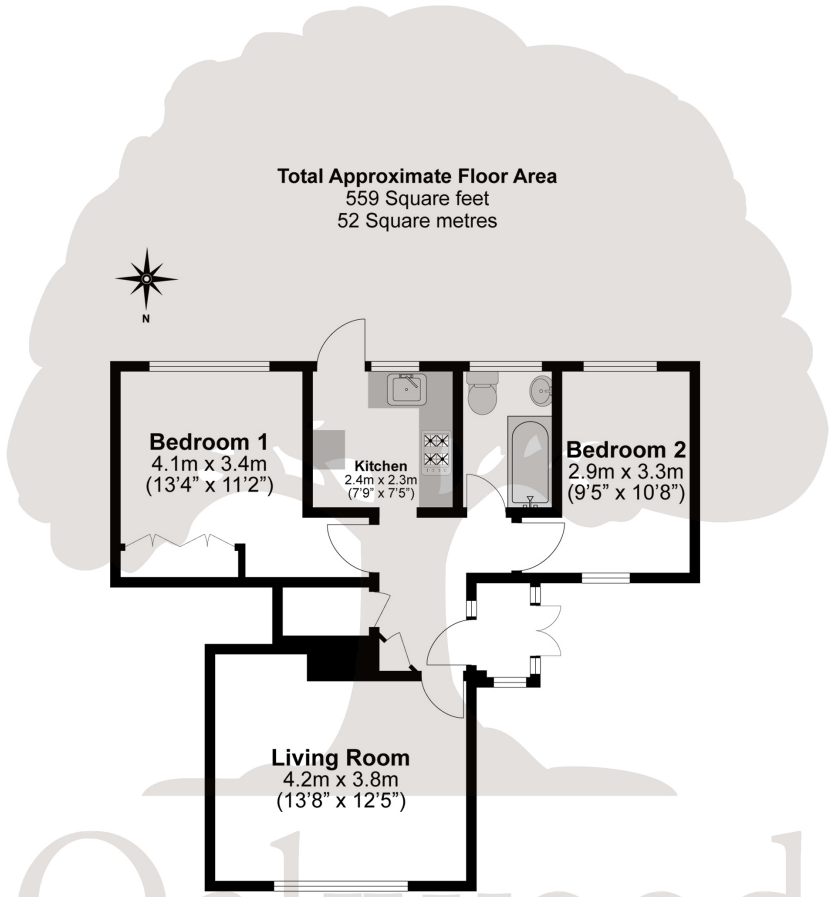 Total Approximate Floor Area
559 Square feet
52 Square metres
N
Bedroom 1
4.1m x 3.4m
(13’4” x 11’2”)
Kitchen
2.4m x 2.3m
(7’9” x 7’5”)
Bedroom 2
2.9m x 3.3m
(9’5” x 10’8”)
Living Room
4.2m x 3.8m
(13’8” x 12’5”)